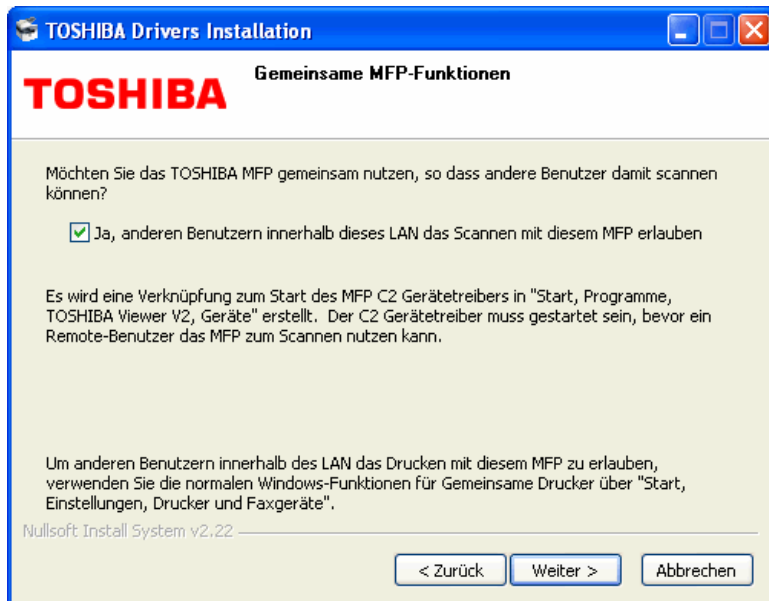 TOSHIBA Drivers Installation
Gemeinsame MFP-Funktionen
TOSHIBA
Möchten Sie das TOSHIBA MFP gemeinsam nutzen, so dass andere Benutzer damit scannen
können?
Ja, anderen Benutzern innerhalb dieses LAN das Scannen mit diesem MFP erlauben
Es wird eine Verknüpfung zum Start des MFP C2 Gerätetreibers in "Start, Programme,
TOSHIBA Viewer V2, Geräte" erstellt.  Der C2 Gerätetreiber muss gestartet sein, bevor ein
Remote-Benutzer das MFP zum Scannen nutzen kann.
Um anderen Benutzern innerhalb des LAN das Drucken mit diesem MFP zu erlauben,
verwenden Sie die normalen Windows-Funktionen für Gemeinsame Drucker über "Start,
Einstellungen, Drucker und Faxgeräte".
Nullsoft Install System v2.22
< Zurück
Weiter >
Abbrechen